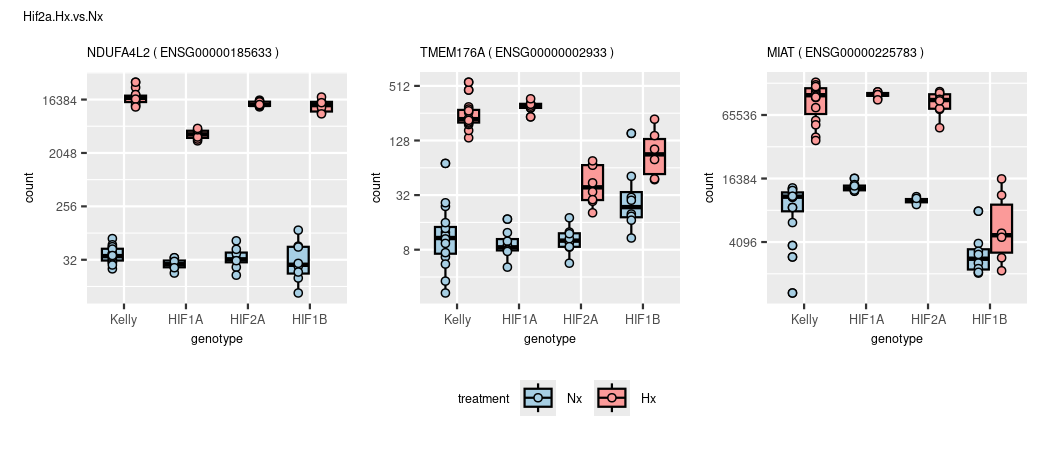 Hif2a.Hx.vs.Nx
NDUFA4L2 ( ENSG00000185633 )
16384
2048
256
32
count
Kelly HIF1A HIF2A HIF1B
genotype
TMEM176A ( ENSG00000002933 )
512
128
32
8
count
Kelly HIF1A HIF2A HIF1B
genotype
MIAT ( ENSG00000225783 )
65536
16384
4096
count
Kelly HIF1A HIF2A HIF1B
genotype
treatment Nx Hx